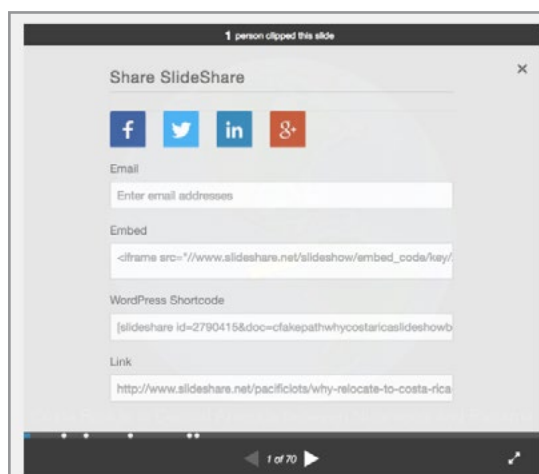 1 person clipped this slide
Share SlideShare
f in g+
Email
Enter email addresses
Embed
<iframe src="//www.slideshare.net/slideshow/embed_code/key/
WordPress Shortcode
[slideshare id=2790415&doc=cfakepathwhycostaricaslideshowb
Link
http://www.slideshare.net/pacificlots/why-relocate-to-costa-rica
1 of 70